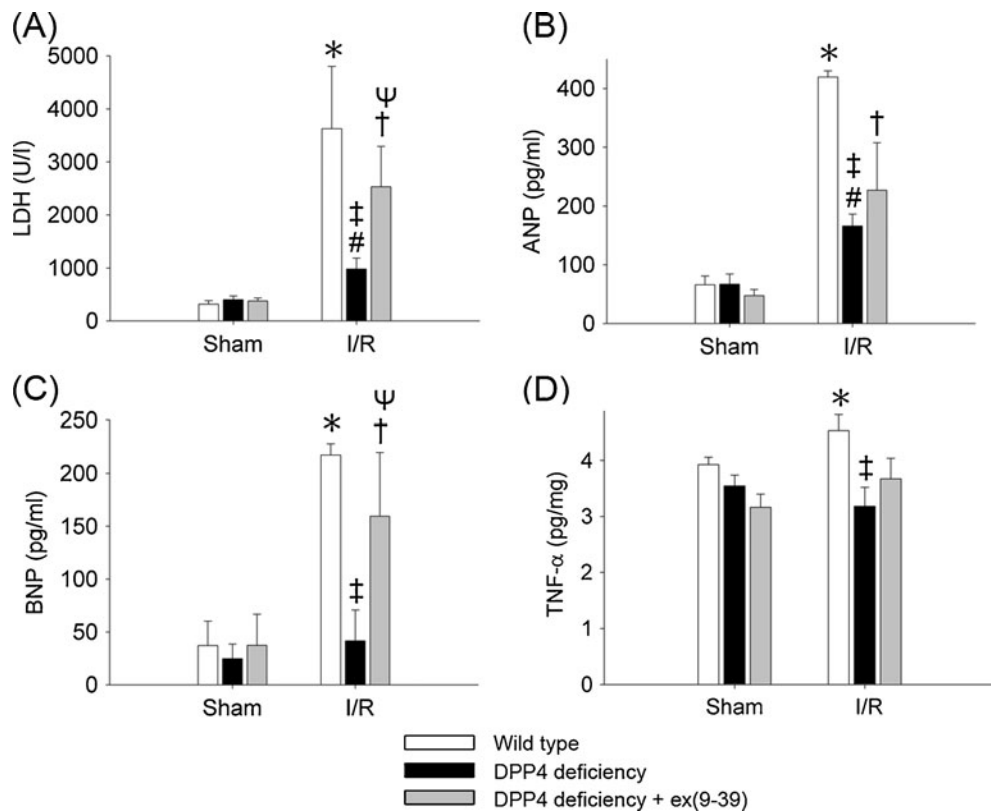 (A)
LDH (U/l)
5000
4000
3000
2000
1000
0
*
Ψ
†
‡
#
Sham
I/R
(B)
ANP (pg/ml)
400
300
200
100
0
*
†
‡
#
Sham
I/R
(C)
BNP (pg/ml)
250
200
150
100
50
0
*
Ψ
†
‡
Sham
I/R
(D)
TNF-α (pg/mg)
4
3
2
1
0
*
‡
Sham
I/R
Wild type
DPP4 deficiency
DPP4 deficiency + ex(9-39)